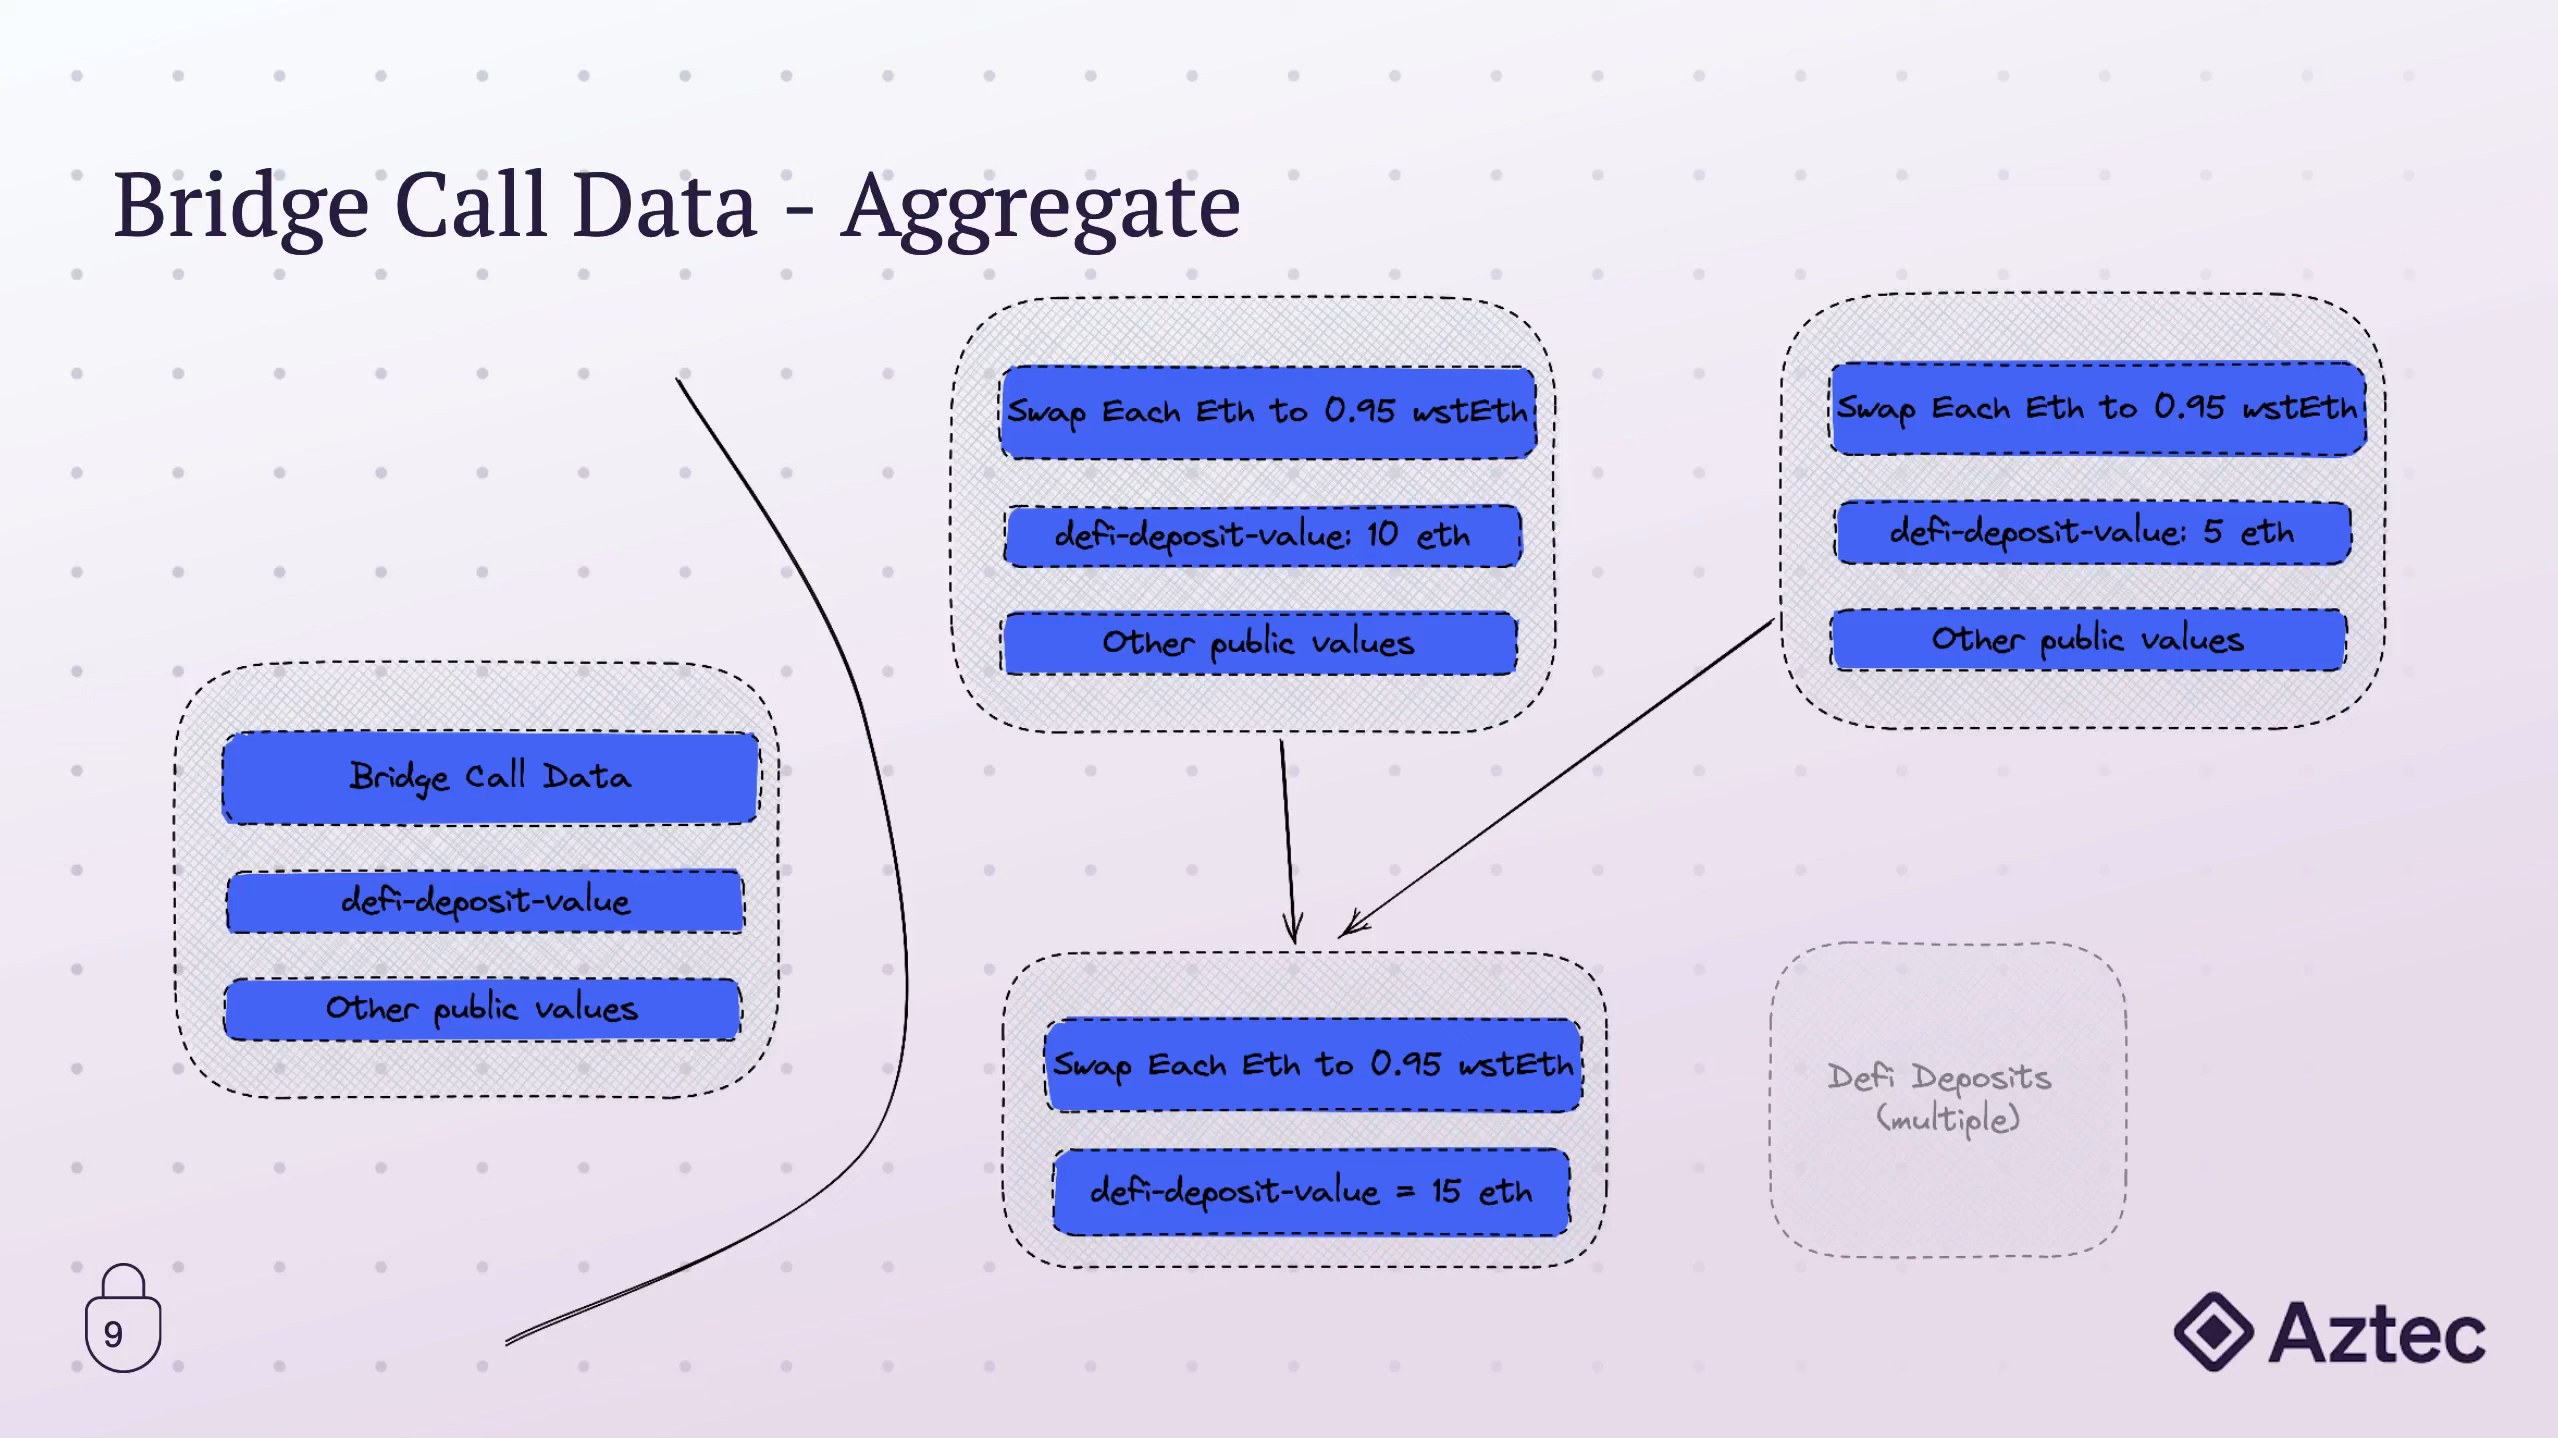 Bridge Call Data - Aggregate
Swap Each Eth to 0.95 wstEth
defi-deposit-value: 10 eth
Other public values
Swap Each Eth to 0.95 wstEth
defi-deposit-value: 5 eth
Other public values
Bridge Call Data
defi-deposit-value
Other public values
Swap Each Eth to 0.95 wstEth
defi-deposit-value = 15 eth
Defi Deposits
(multiple)
9
Aztec